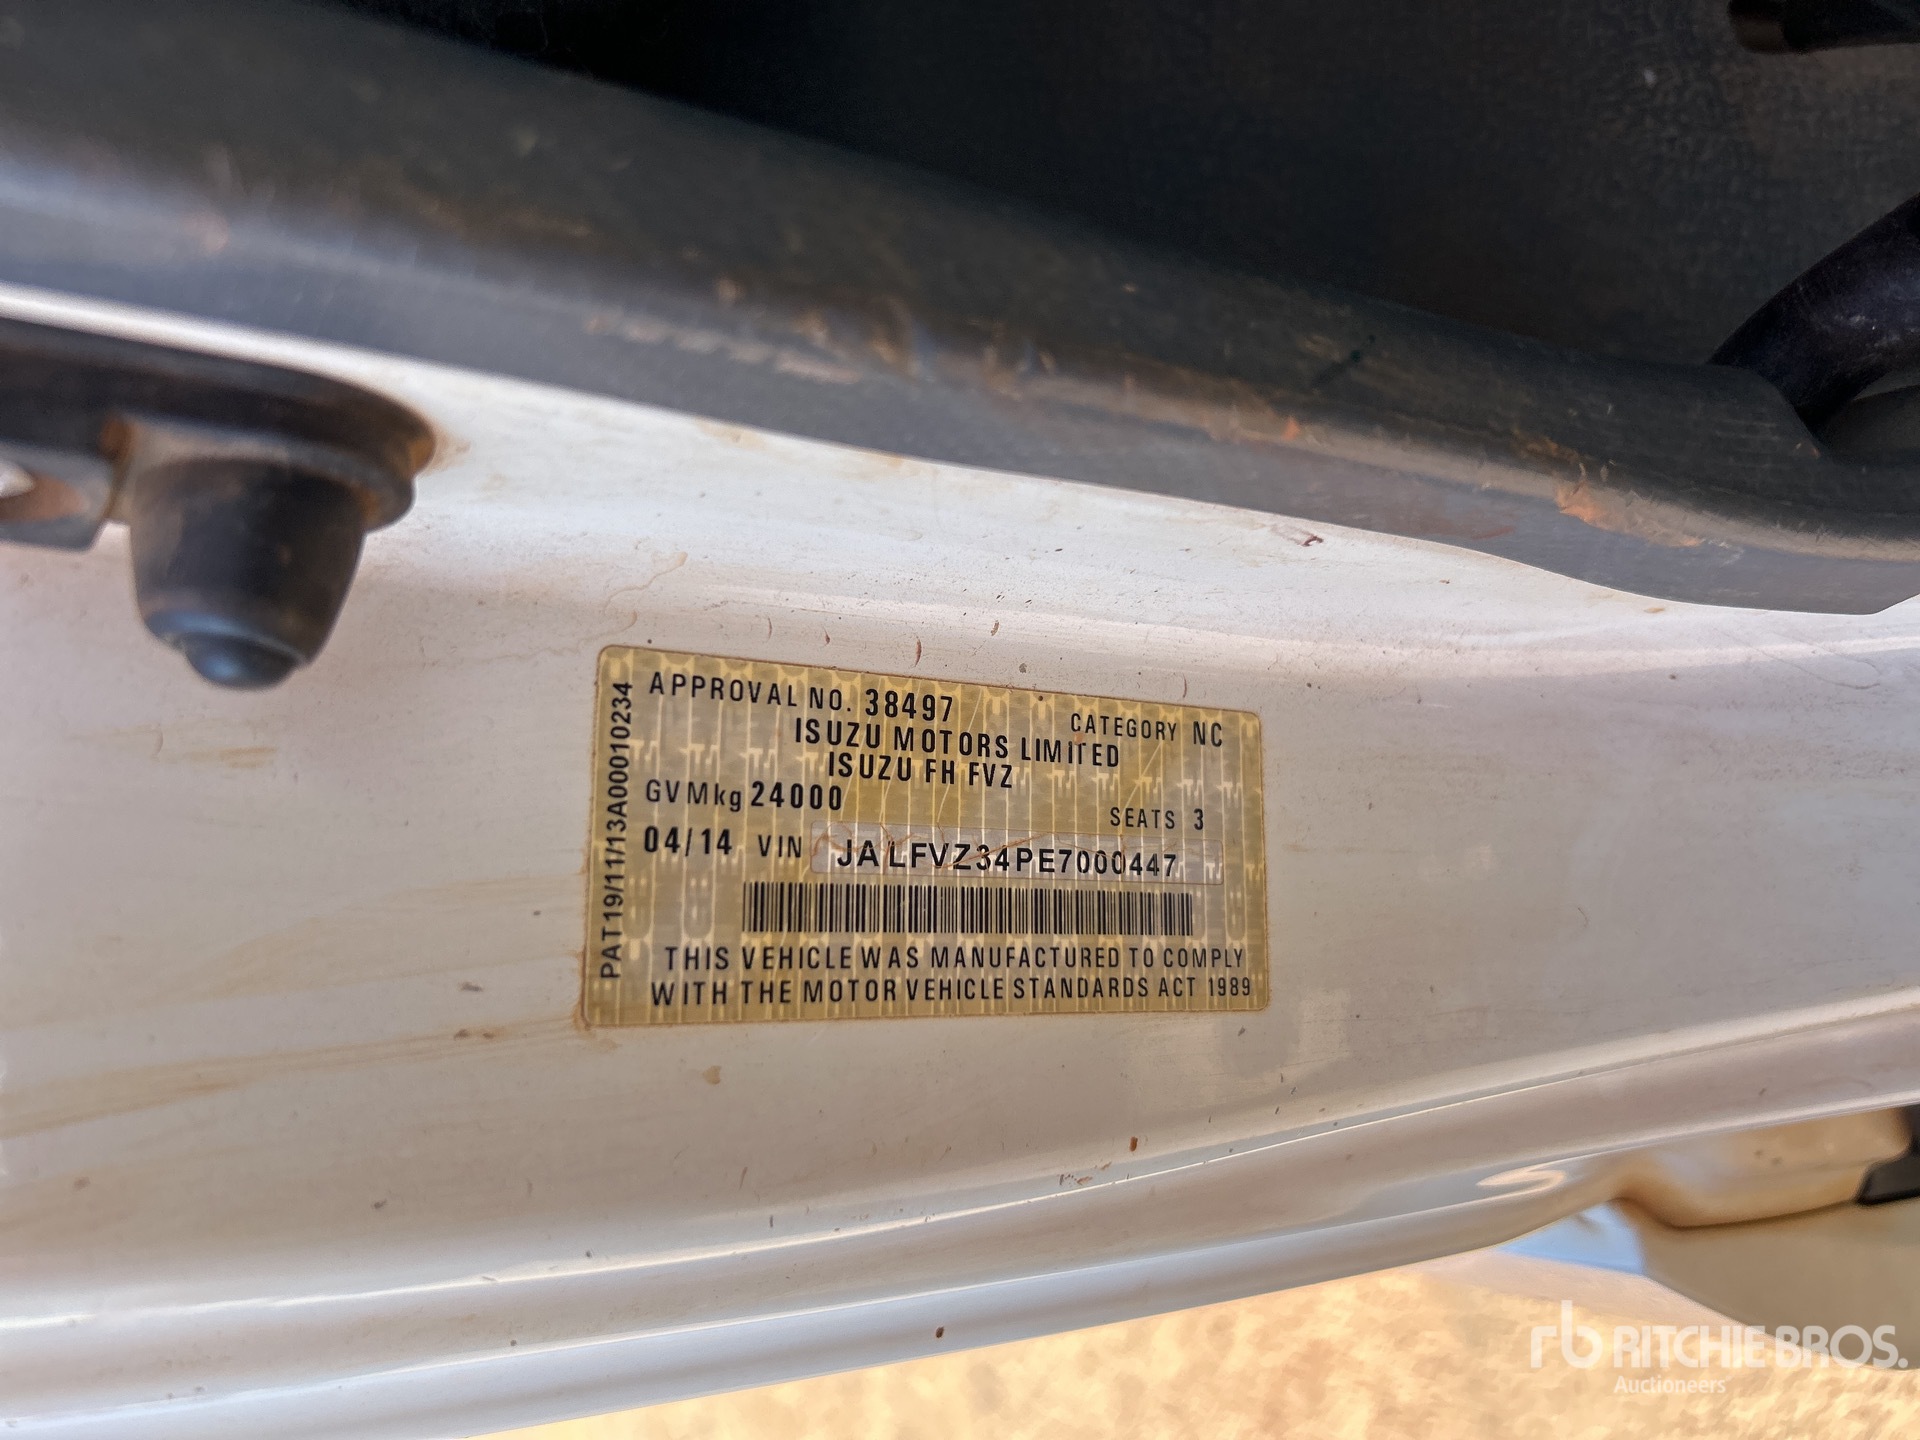 APPROVAL NO. 38497 CATEGORY NC
ISUZU MOTORS LIMITED
ISUZU FH FVZ
GVMkg 24000 SEATS 3
04/14 VIN JALFVZ34PE7000447
THIS VEHICLE WAS MANUFACTURED TO COMPLY
WITH THE MOTOR VEHICLE STANDARDS ACT 1989
PAT19/11/13A00010234
rb RITCHIE BROS.
Auctioneers